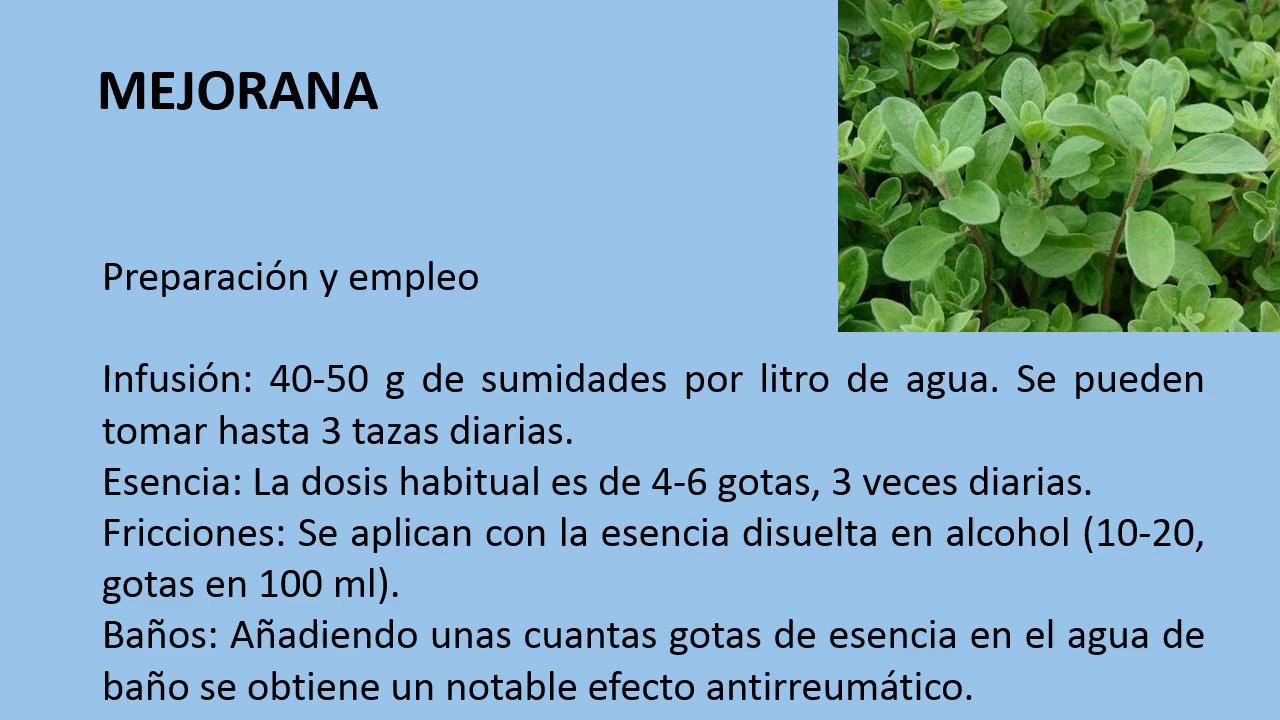 MEJORANA
Preparación y empleo
Infusión: 40-50 g de sumidades por litro de agua. Se pueden
tomar hasta 3 tazas diarias.
Esencia: La dosis habitual es de 4-6 gotas, 3 veces diarias.
Fricciones: Se aplican con la esencia disuelta en alcohol (10-20,
gotas en 100 ml).
Baños: Añadiendo unas cuantas gotas de esencia en el agua de
baño se obtiene un notable efecto antirreumático.